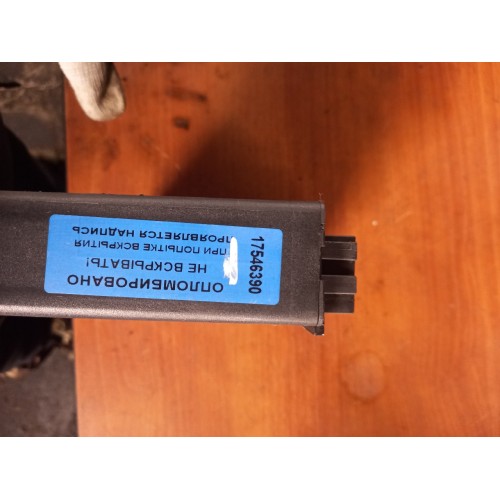 ОПЛОМБИРОВАНО
НЕ ВСКРЫВАТЬ!
ПРИ ПОПЫТКЕ ВСКРЫТИЯ
ПРОЯВЛЯЕТСЯ НАДПИСЬ
17546390